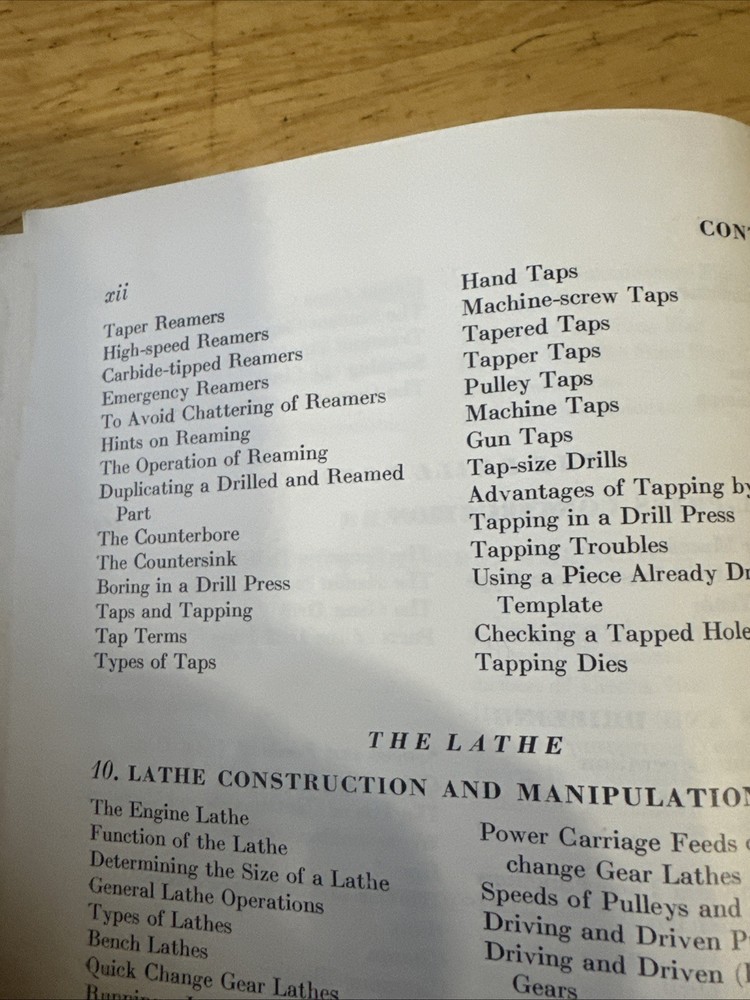 xii
CON
Taper Reamers
High-speed Reamers
Carbide-tipped Reamers
Emergency Reamers
To Avoid Chattering of Reamers
Hints on Reaming
The Operation of Reaming
Duplicating a Drilled and Reamed
Part
The Counterbore
The Countersink
Boring in a Drill Press
Taps and Tapping
Tap Terms
Types of Taps
Hand Taps
Machine-screw Taps
Tapered Taps
Tapper Taps
Pulley Taps
Machine Taps
Gun Taps
Tap-size Drills
Advantages of Tapping by
Tapping in a Drill Press
Tapping Troubles
Using a Piece Already Dr
Template
Checking a Tapped Hole
Tapping Dies
THE LATHE
10. LATHE CONSTRUCTION AND MANIPULATION
The Engine Lathe
Function of the Lathe
Determining the Size of a Lathe
General Lathe Operations
Types of Lathes
Bench Lathes
Quick Change Gear Lathes
Power Carriage Feeds
change Gear Lathes
Speeds of Pulleys and
Driving and Driven P
Driving and Driven (
Gears